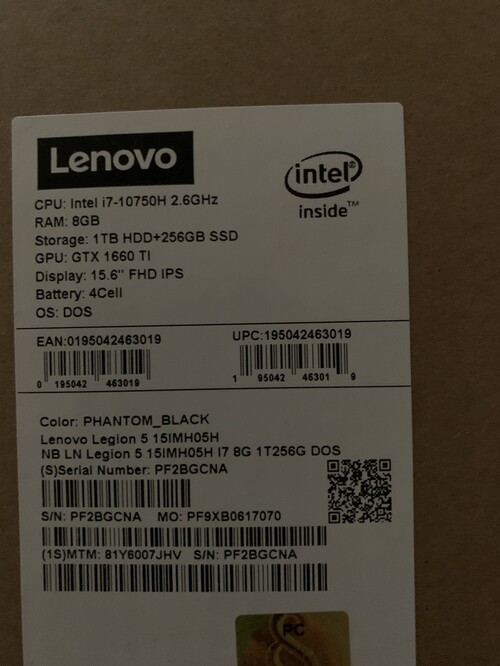 Lenovo
intel®
inside™
CPU: Intel i7-10750H 2.6GHz
RAM: 8GB
Storage: 1TB HDD+256GB SSD
GPU: GTX 1660 TI
Display: 15.6" FHD IPS
Battery: 4Cell
OS: DOS
EAN:0195042463019
UPC:195042463019
0 195042 463019
1 95042 46301 9
Color: PHANTOM_BLACK
Lenovo Legion 5 15IMH05H
NB LN Legion 5 15IMH05H I7 8G 1T256G DOS
(S)Serial Number: PF2BGCNA
S/N: PF2BGCNA MO: PF9XB0617070
(1S)MTM: 81Y6007JHV S/N: PF2BGCNA
PC